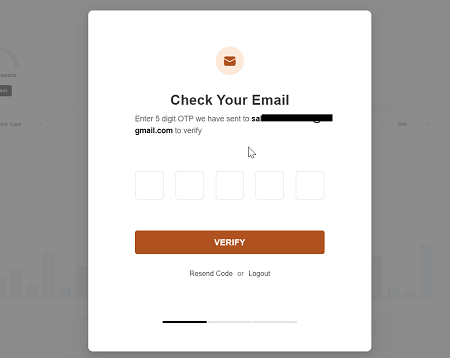 Check Your Email
Enter 5 digit OTP we have sent to sa
gmail.com to verify
VERIFY
Resend Code or Logout
Day